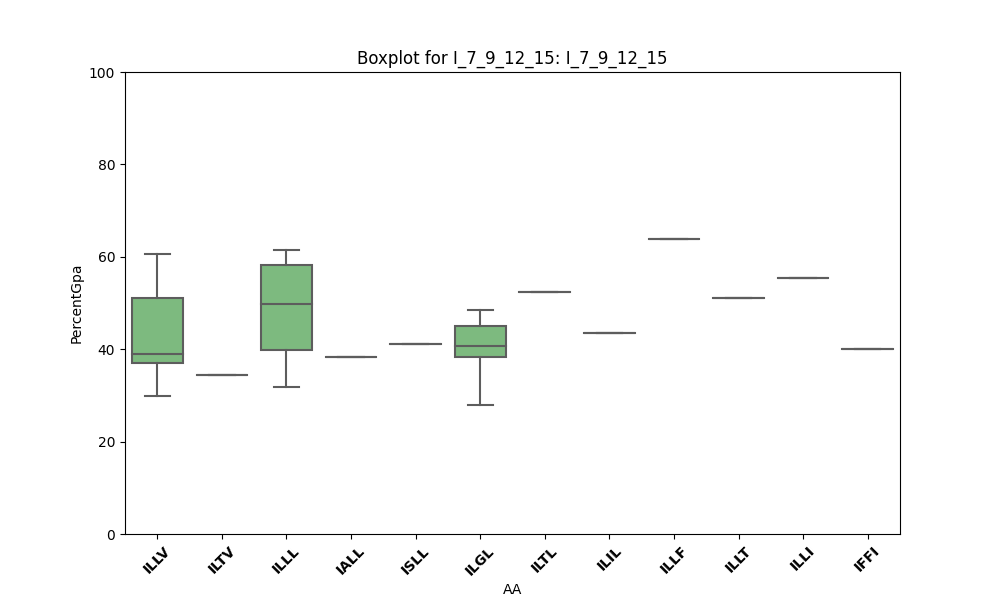 Boxplot for I_7_9_12_15: I_7_9_12_15
100
80
60
40
20
0
PercentGpa
ILLV ILTV ILLL IALL ISLL ILGL ILTL ILIL ILLF ILLT ILLI IFFI
AA